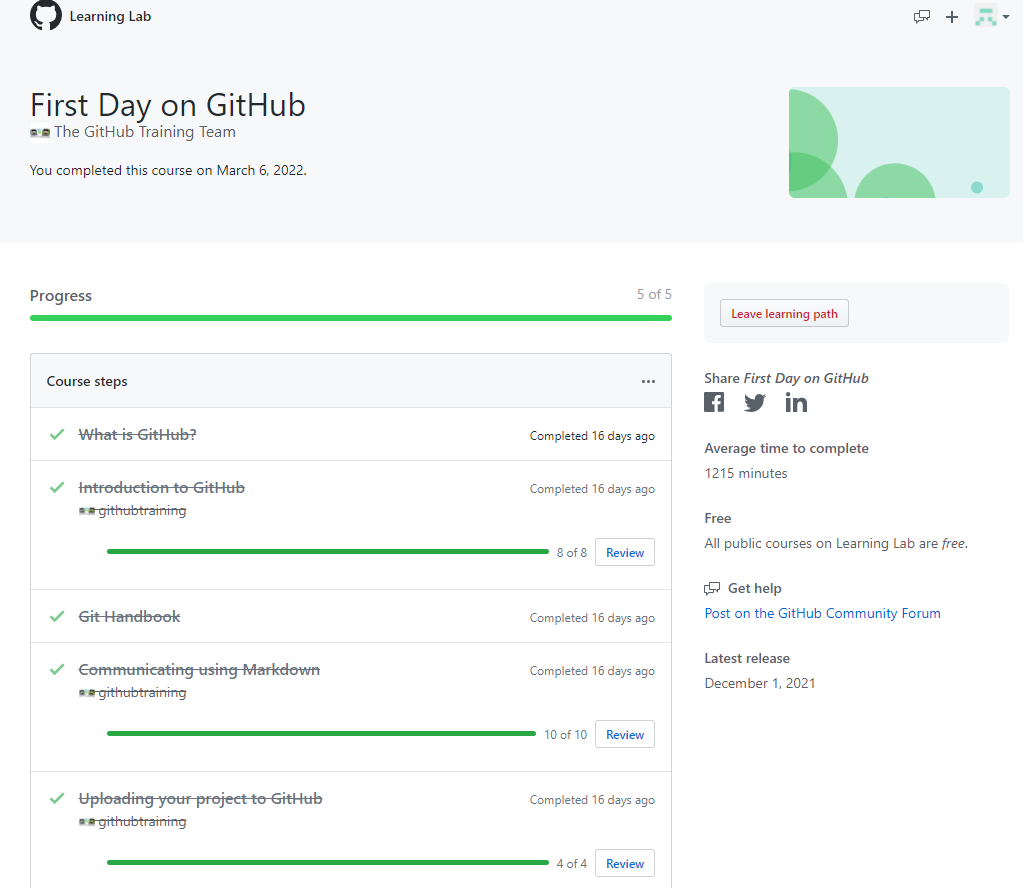 Learning Lab
First Day on GitHub
The GitHub Training Team
You completed this course on March 6, 2022.
Progress
5 of 5
Course steps
What is GitHub?
Completed 16 days ago
Introduction to GitHub
Completed 16 days ago
githubtraining
8 of 8
Review
Git Handbook
Completed 16 days ago
Communicating using Markdown
Completed 16 days ago
githubtraining
10 of 10
Review
Uploading your project to GitHub
Completed 16 days ago
githubtraining
4 of 4
Review
Leave learning path
Share First Day on GitHub
Average time to complete
1215 minutes
Free
All public courses on Learning Lab are free.
Get help
Post on the GitHub Community Forum
Latest release
December 1, 2021